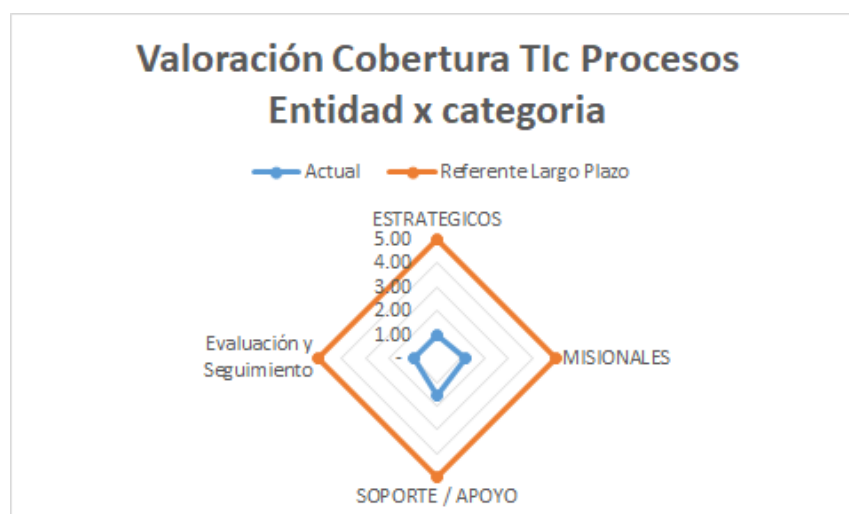 Valoración Cobertura TIc Procesos
Entidad x categoria
Actual
Referente Largo Plazo
ESTRATEGICOS
5.00
4.00
3.00
2.00
1.00
-
Evaluación y
Seguimiento
MISIONALES
SOPORTE / APOYO